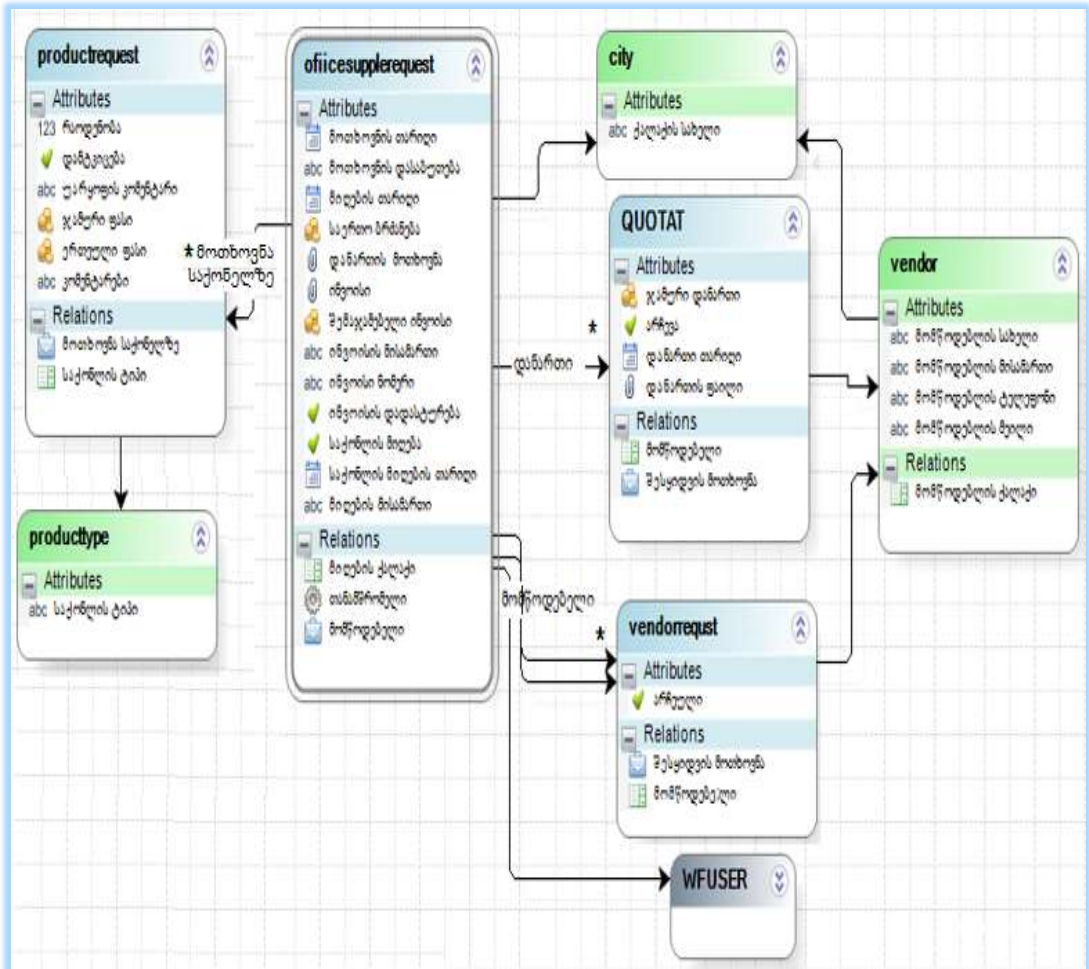 productrequest
Attributes
123 რაოდენობა
დამტკიცება
abc უარყოფის კომენტარი
ჯამური ფასი
ერთეული ფასი
abc კომენტარები
Relations
მოთხოვნა საქონელზე
საქონლის ტიპი
producttype
Attributes
abc საქონლის ტიპი
* მოთხოვნა
საქონელზე
ofiicesupplerequest
Attributes
მოთხოვნის თარიღი
abc მოთხოვნის დასაბუთება
მიღების თარიღი
საერთო ბრძანება
დანართის მოთხოვნა
ინვოისი
შემაჯამებელი ინვოისი
abc ინვოისის მისამართი
abc ინვოისი ნომერი
ინვოისის დადასტურება
საქონლის მიღება
საქონლის მიღების თარიღი
abc მიღების მისამართი
Relations
მიღების ქალაქი
თანამშრომელი
მომწოდებელი
city
Attributes
abc ქალაქის სახელი
*
დანართი
QUOTAT
Attributes
ჯამური დანართი
არჩევა
დანართი თარიღი
დანართის ფაილი
Relations
მომწოდებელი
შესყიდვის მოთხოვნა
vendor
Attributes
abc მომწოდებლის სახელი
abc მომწოდებლის მისამართი
abc მომწოდებლის ტელეფონი
abc მომწოდებლის მეილი
Relations
მომწოდებლის ქალაქი
მომწოდებელი
*
vendorrequst
Attributes
არჩეული
Relations
შესყიდვის მოთხოვნა
მომწოდებელი
WFUSER